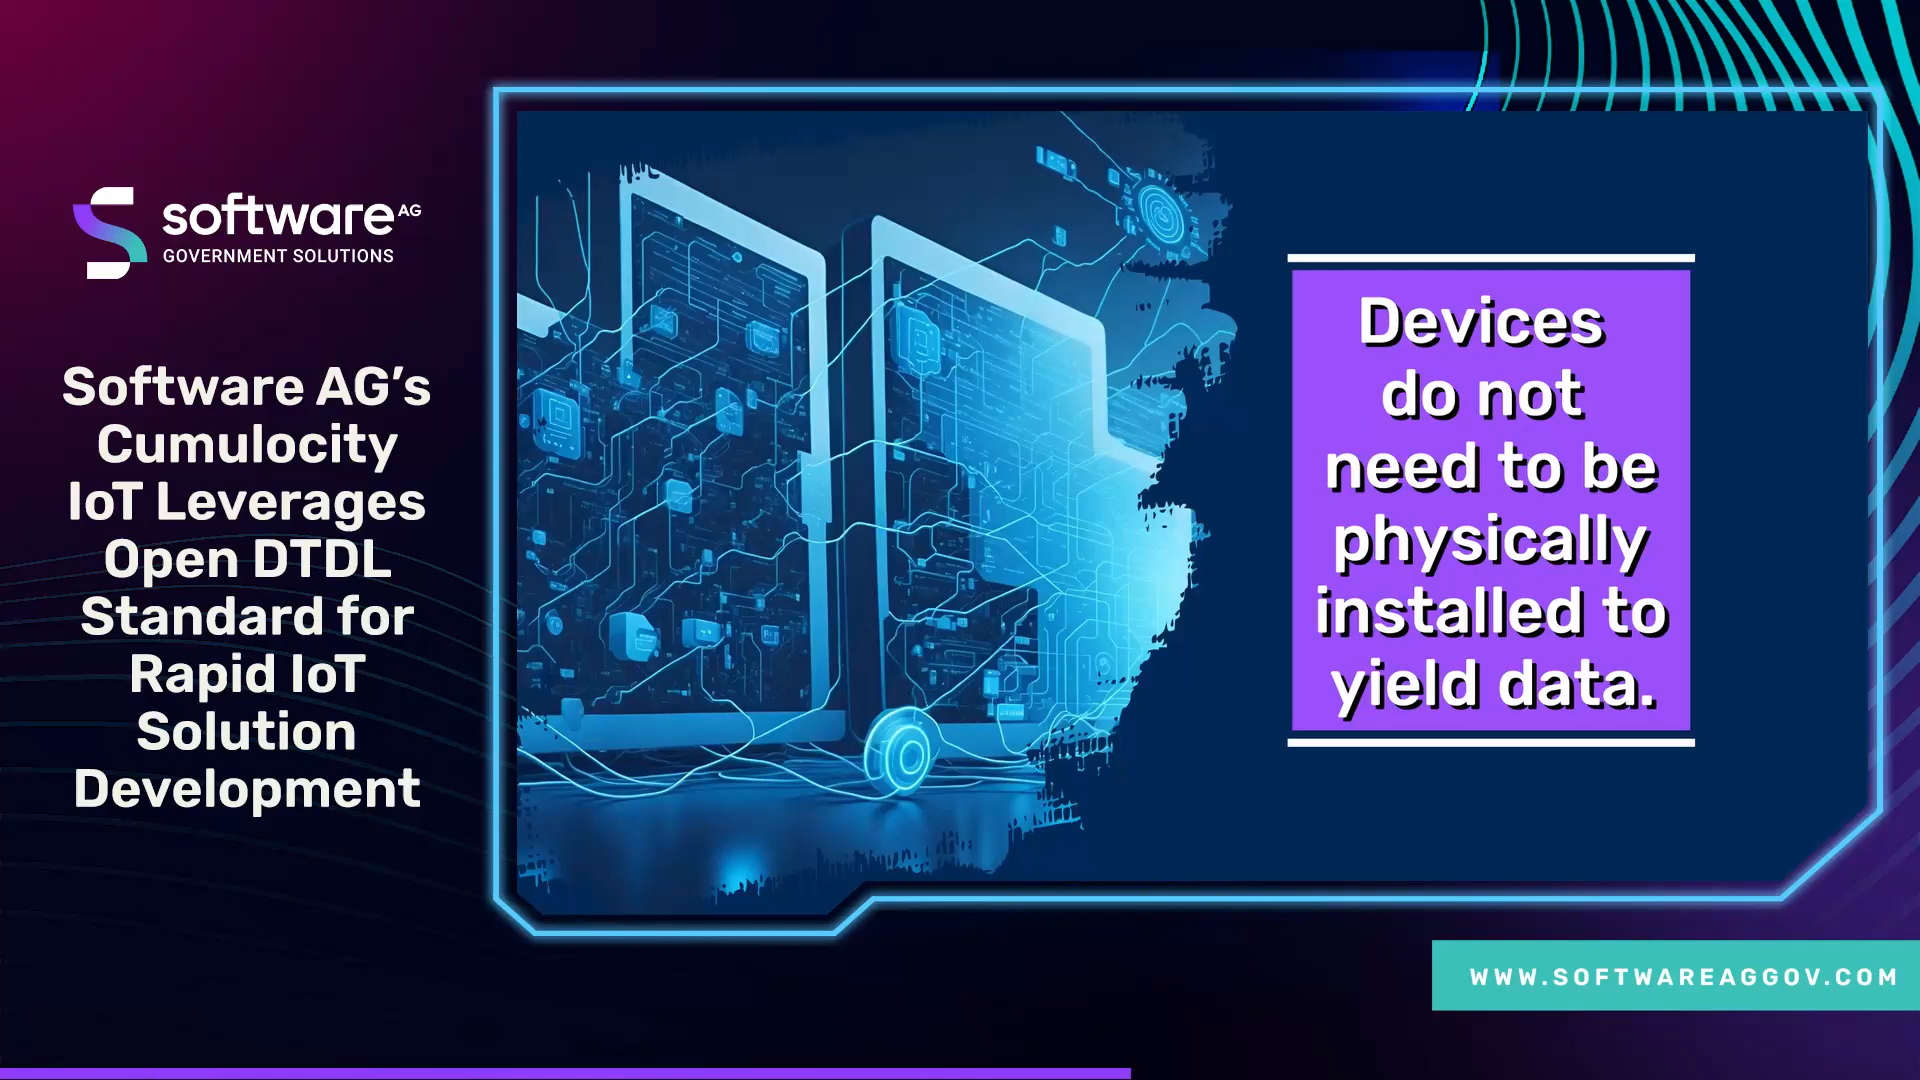 software AG
GOVERNMENT SOLUTIONS
Software AG’s
Cumulocity
IoT Leverages
Open DTDL
Standard for
Rapid IoT
Solution
Development
Devices
do not
need to be
physically
installed to
yield data.
WWW.SOFTWAREAGGOV.COM